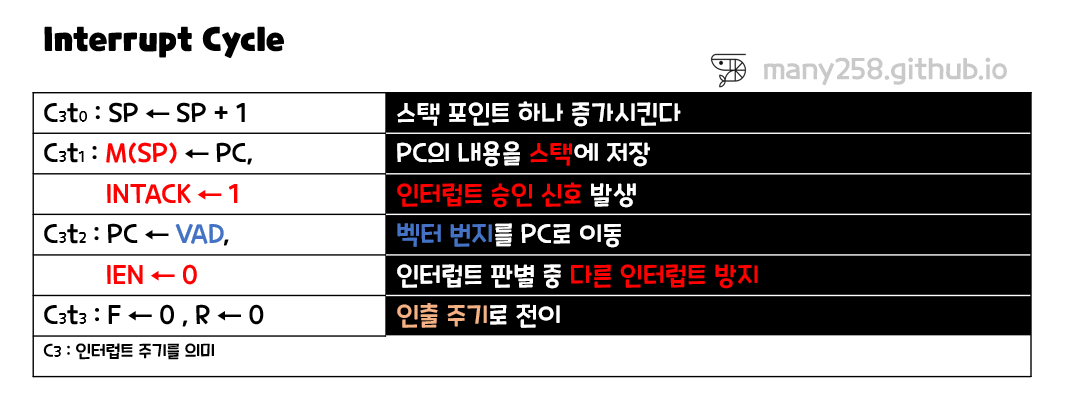 Interrupt Cycle
many258.github.io
C3t0 : SP ← SP + 1 스택 포인트 하나 증가시킨다
C3t1 : M(SP) ← PC, PC의 내용을 스택에 저장
INTACK ← 1 인터럽트 승인 신호 발생
C3t2 : PC ← VAD, 벡터 번지를 PC로 이동
IEN ← 0 인터럽트 판별 중 다른 인터럽트 방지
C3t3 : F ← 0 , R ← 0 인출 주기로 전이
C3 : 인터럽트 주기를 의미